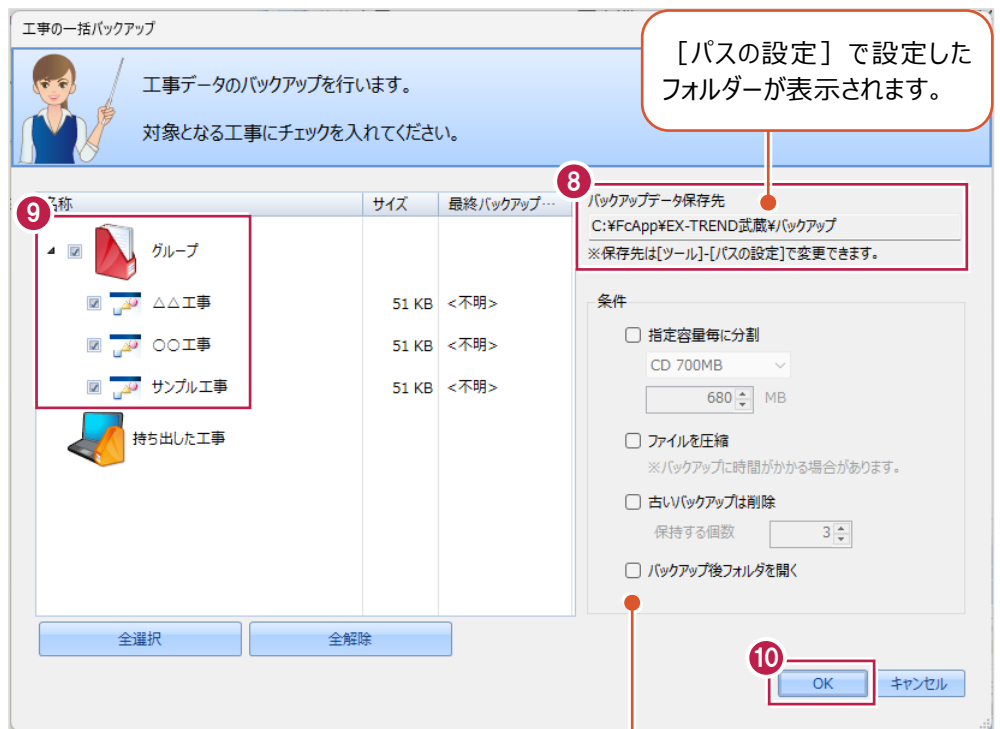 工事の一括バックアップ
工事データのバックアップを行います。
対象となる工事にチェックを入れてください。
［パスの設定］で設定した
フォルダーが表示されます。
8
バックアップデータ保存先
C:¥FcApp¥EX-TREND武蔵¥バックアップ
※保存先は[ツール]-[パスの設定]で変更できます。
9
名称 サイズ 最終バックアップ…
グループ
△△工事 51 KB <不明>
○○工事 51 KB <不明>
サンプル工事 51 KB <不明>
持ち出した工事
条件
指定容量毎に分割
CD 700MB
680 MB
ファイルを圧縮
※バックアップに時間がかかる場合があります。
古いバックアップは削除
保持する個数 3
バックアップ後フォルダを開く
全選択 全解除
10
OK キャンセル